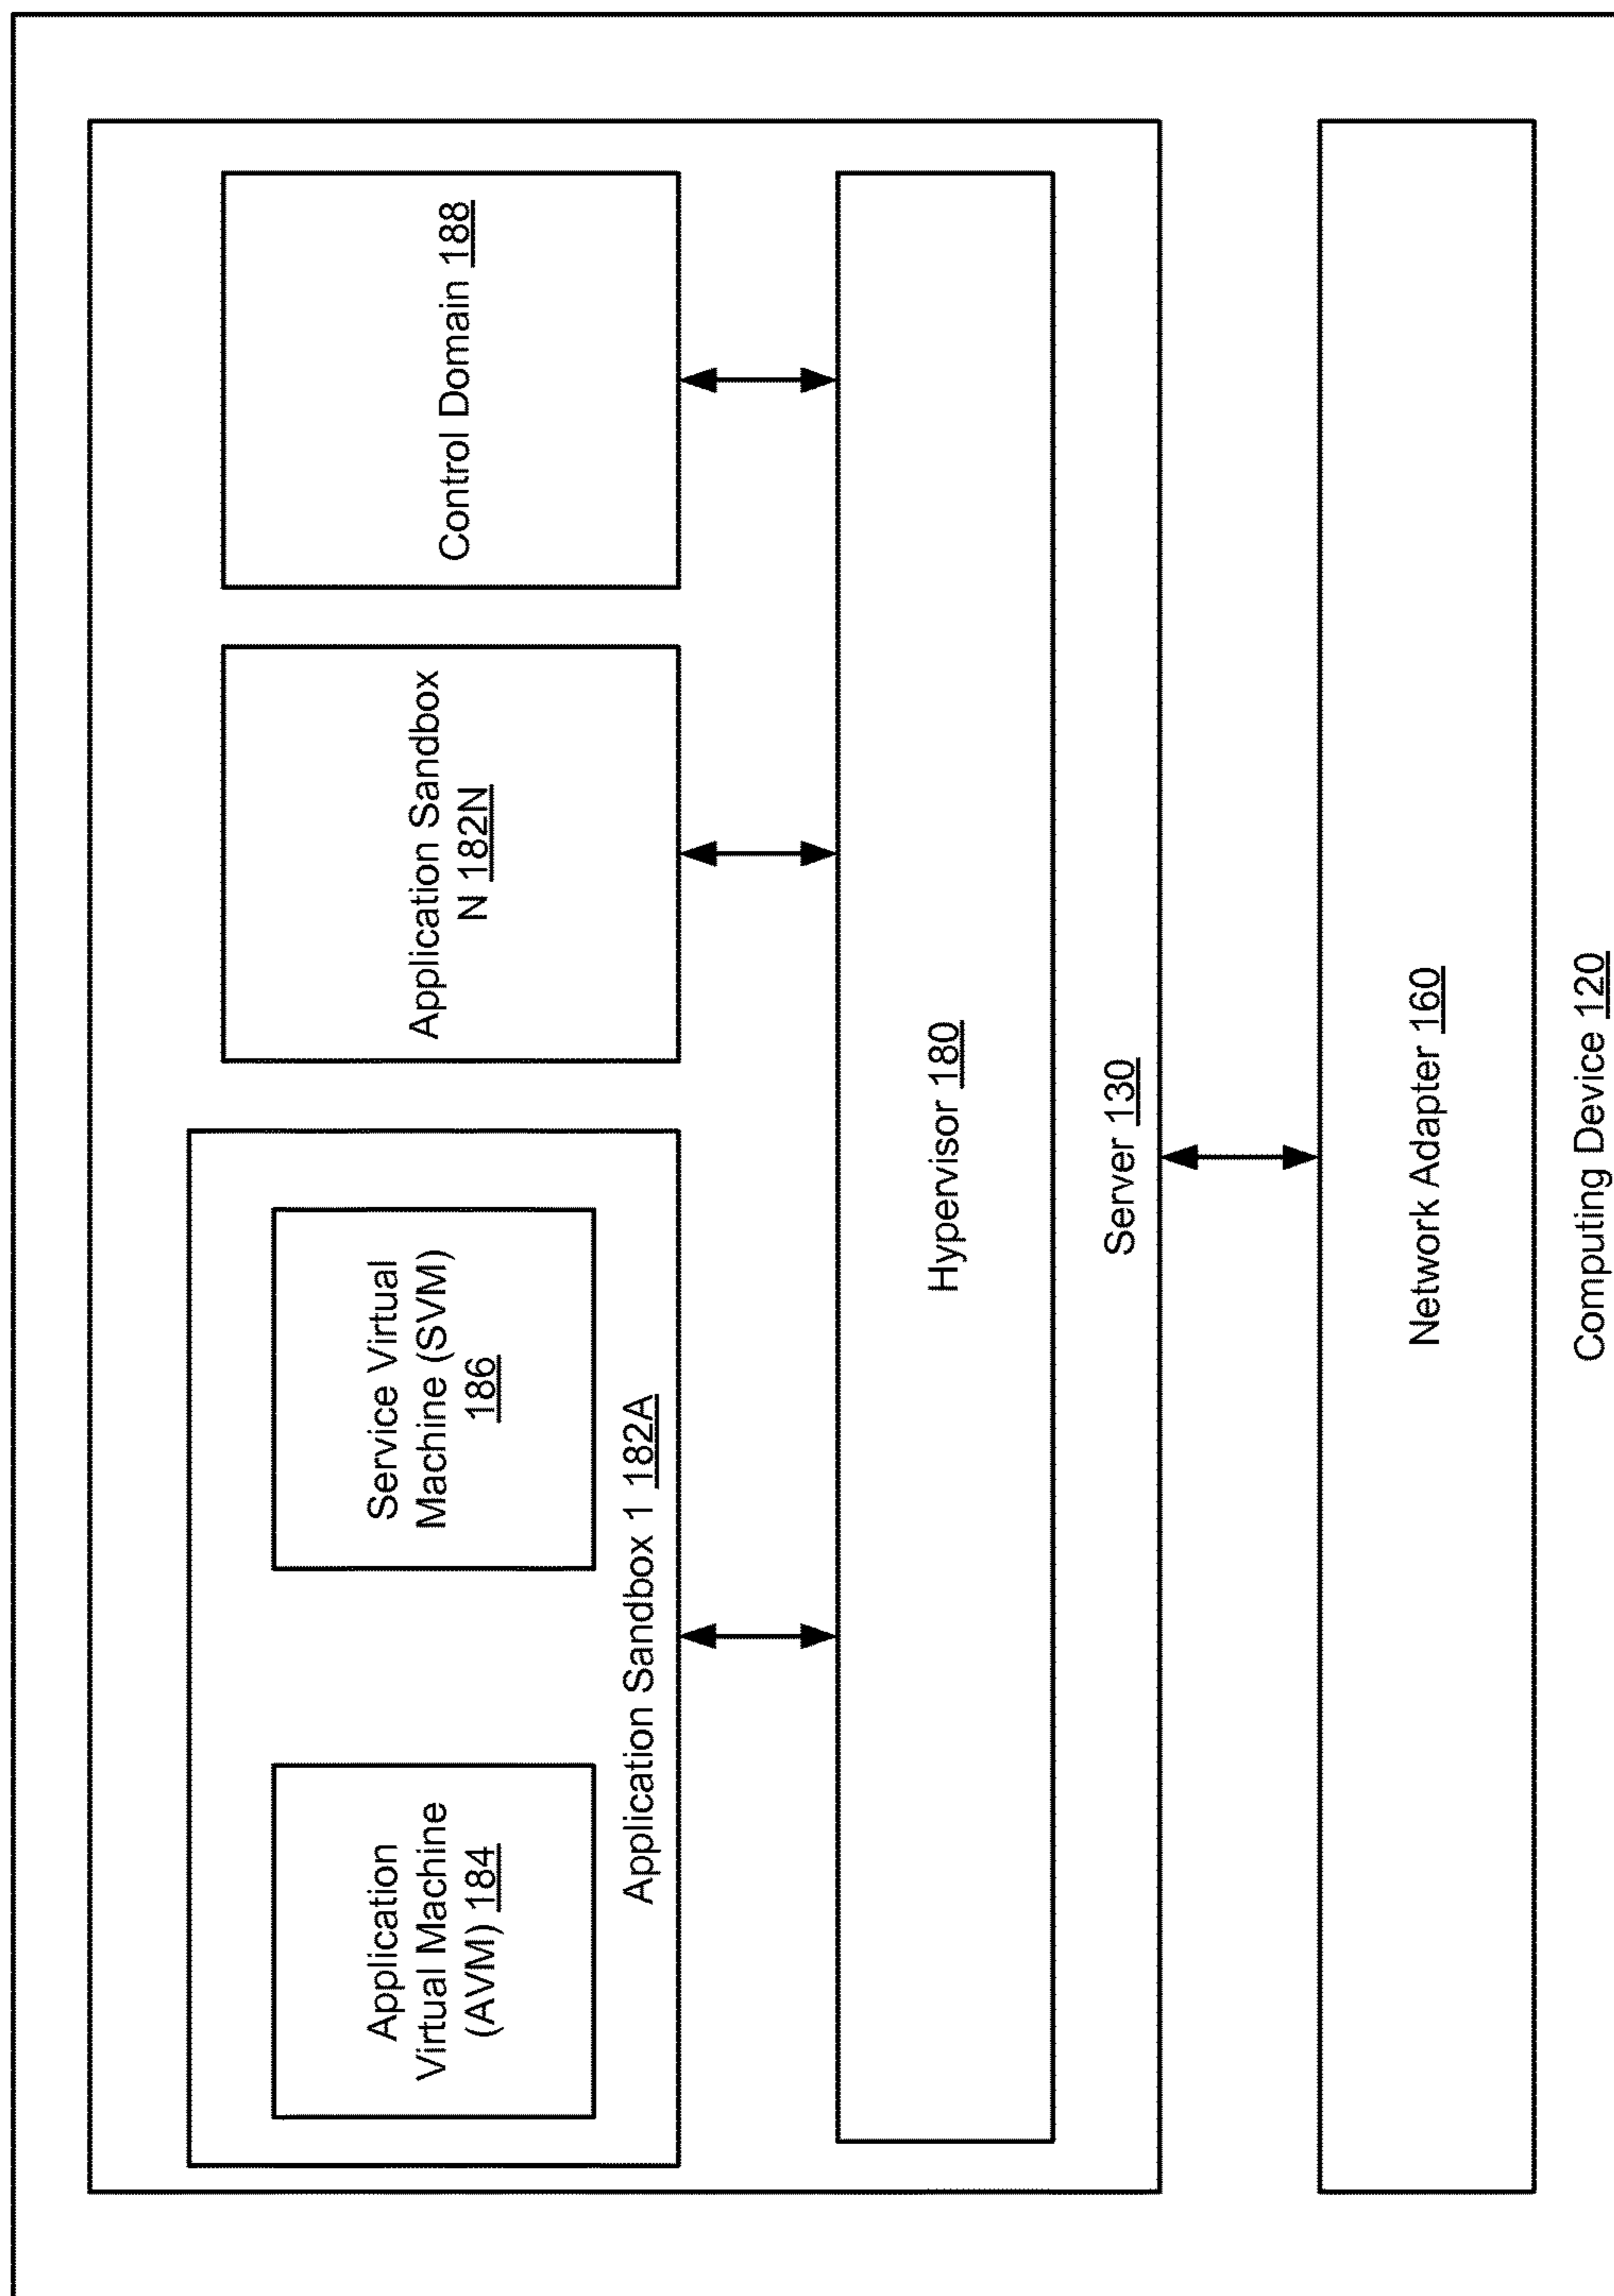 Application
Virtual Machine
(AVM) 184
Service Virtual
Machine (SVM)
186
Application Sandbox 1 182A
Application Sandbox
N 182N
Control Domain 188
Hypervisor 180
Server 130
Network Adapter 160
Computing Device 120